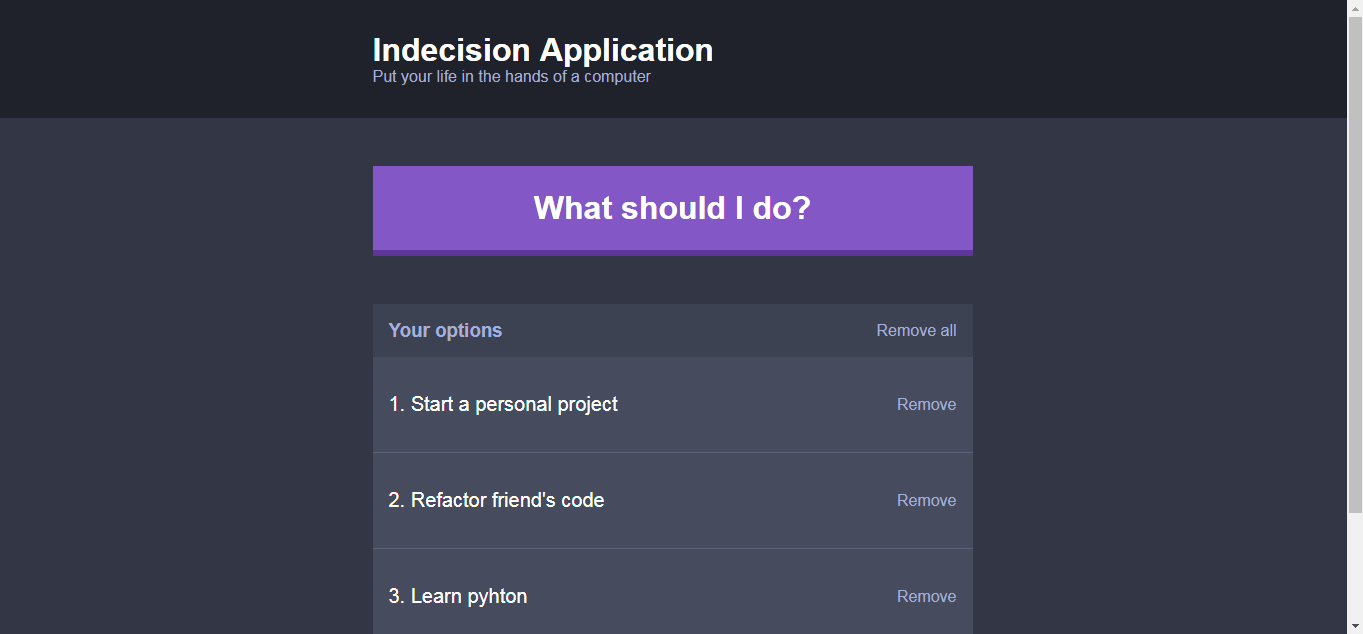 Indecision Application
Put your life in the hands of a computer
What should I do?
Your options Remove all
1. Start a personal project Remove
2. Refactor friend's code Remove
3. Learn pyhton Remove